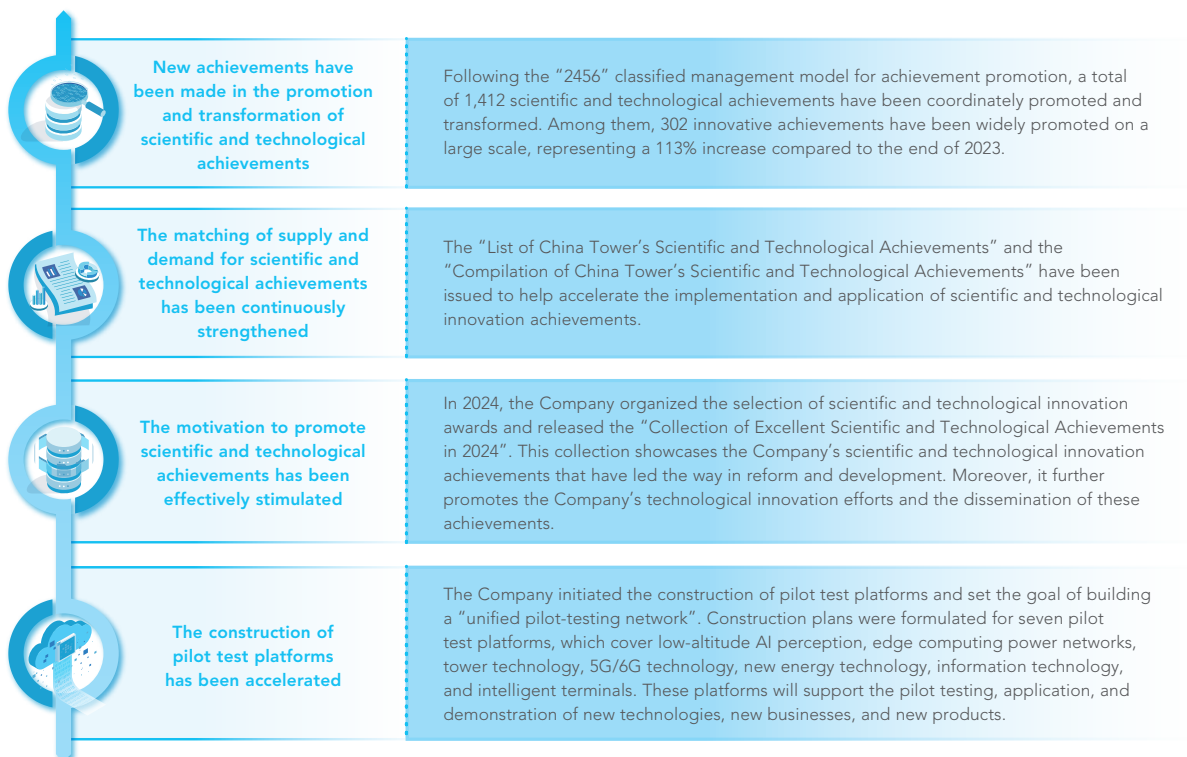 New achievements have
been made in the promotion
and transformation of
scientific and technological
achievements
Following the “2456” classified management model for achievement promotion, a total
of 1,412 scientific and technological achievements have been coordinately promoted and
transformed. Among them, 302 innovative achievements have been widely promoted on a
large scale, representing a 113% increase compared to the end of 2023.
The matching of supply and
demand for scientific and
technological achievements
has been continuously
strengthened
The “List of China Tower’s Scientific and Technological Achievements” and the
“Compilation of China Tower’s Scientific and Technological Achievements” have been
issued to help accelerate the implementation and application of scientific and technological
innovation achievements.
The motivation to promote
scientific and technological
achievements has been
effectively stimulated
In 2024, the Company organized the selection of scientific and technological innovation
awards and released the “Collection of Excellent Scientific and Technological Achievements
in 2024”. This collection showcases the Company’s scientific and technological innovation
achievements that have led the way in reform and development. Moreover, it further
promotes the Company’s technological innovation efforts and the dissemination of these
achievements.
The construction of
pilot test platforms
has been accelerated
The Company initiated the construction of pilot test platforms and set the goal of building
a “unified pilot-testing network”. Construction plans were formulated for seven pilot
test platforms, which cover low-altitude AI perception, edge computing power networks,
tower technology, 5G/6G technology, new energy technology, information technology,
and intelligent terminals. These platforms will support the pilot testing, application, and
demonstration of new technologies, new businesses, and new products.